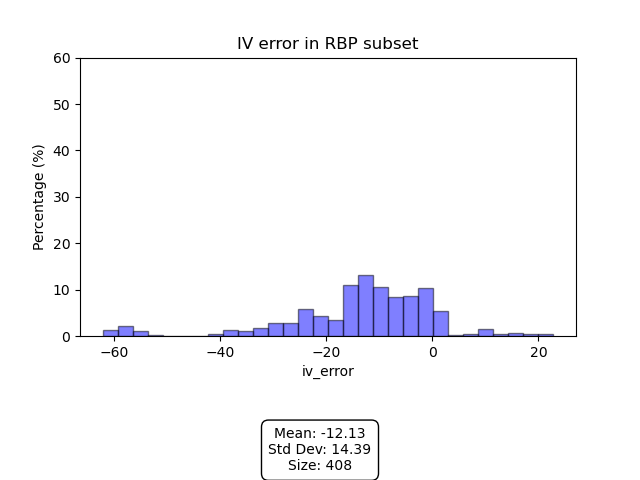 IV error in RBP subset
Percentage (%)
60
50
40
30
20
10
0
−60
−40
−20
0
20
iv_error
Mean: -12.13
Std Dev: 14.39
Size: 408